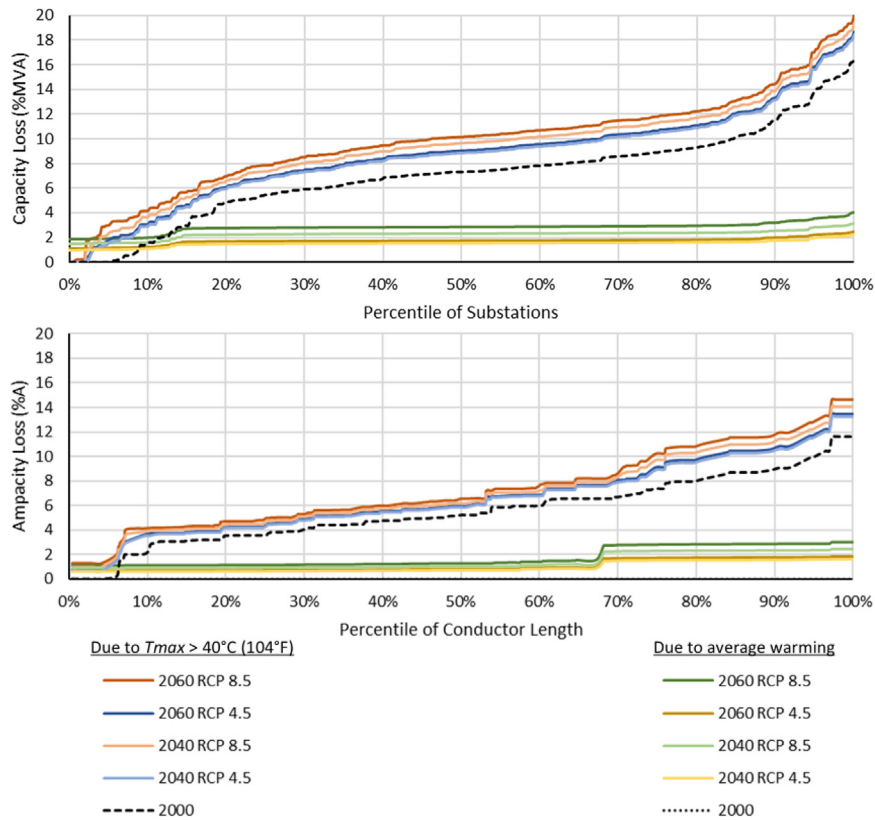 20
18
16
14
12
10
8
6
4
2
0
Capacity Loss (%MVA)
0% 10% 20% 30% 40% 50% 60% 70% 80% 90% 100%
Percentile of Substations
20
18
16
14
12
10
8
6
4
2
0
Ampacity Loss (%A)
0% 10% 20% 30% 40% 50% 60% 70% 80% 90% 100%
Percentile of Conductor Length
Due to Tmax > 40°C (104°F)
2060 RCP 8.5
2060 RCP 4.5
2040 RCP 8.5
2040 RCP 4.5
2000
Due to average warming
2060 RCP 8.5
2060 RCP 4.5
2040 RCP 8.5
2040 RCP 4.5
2000